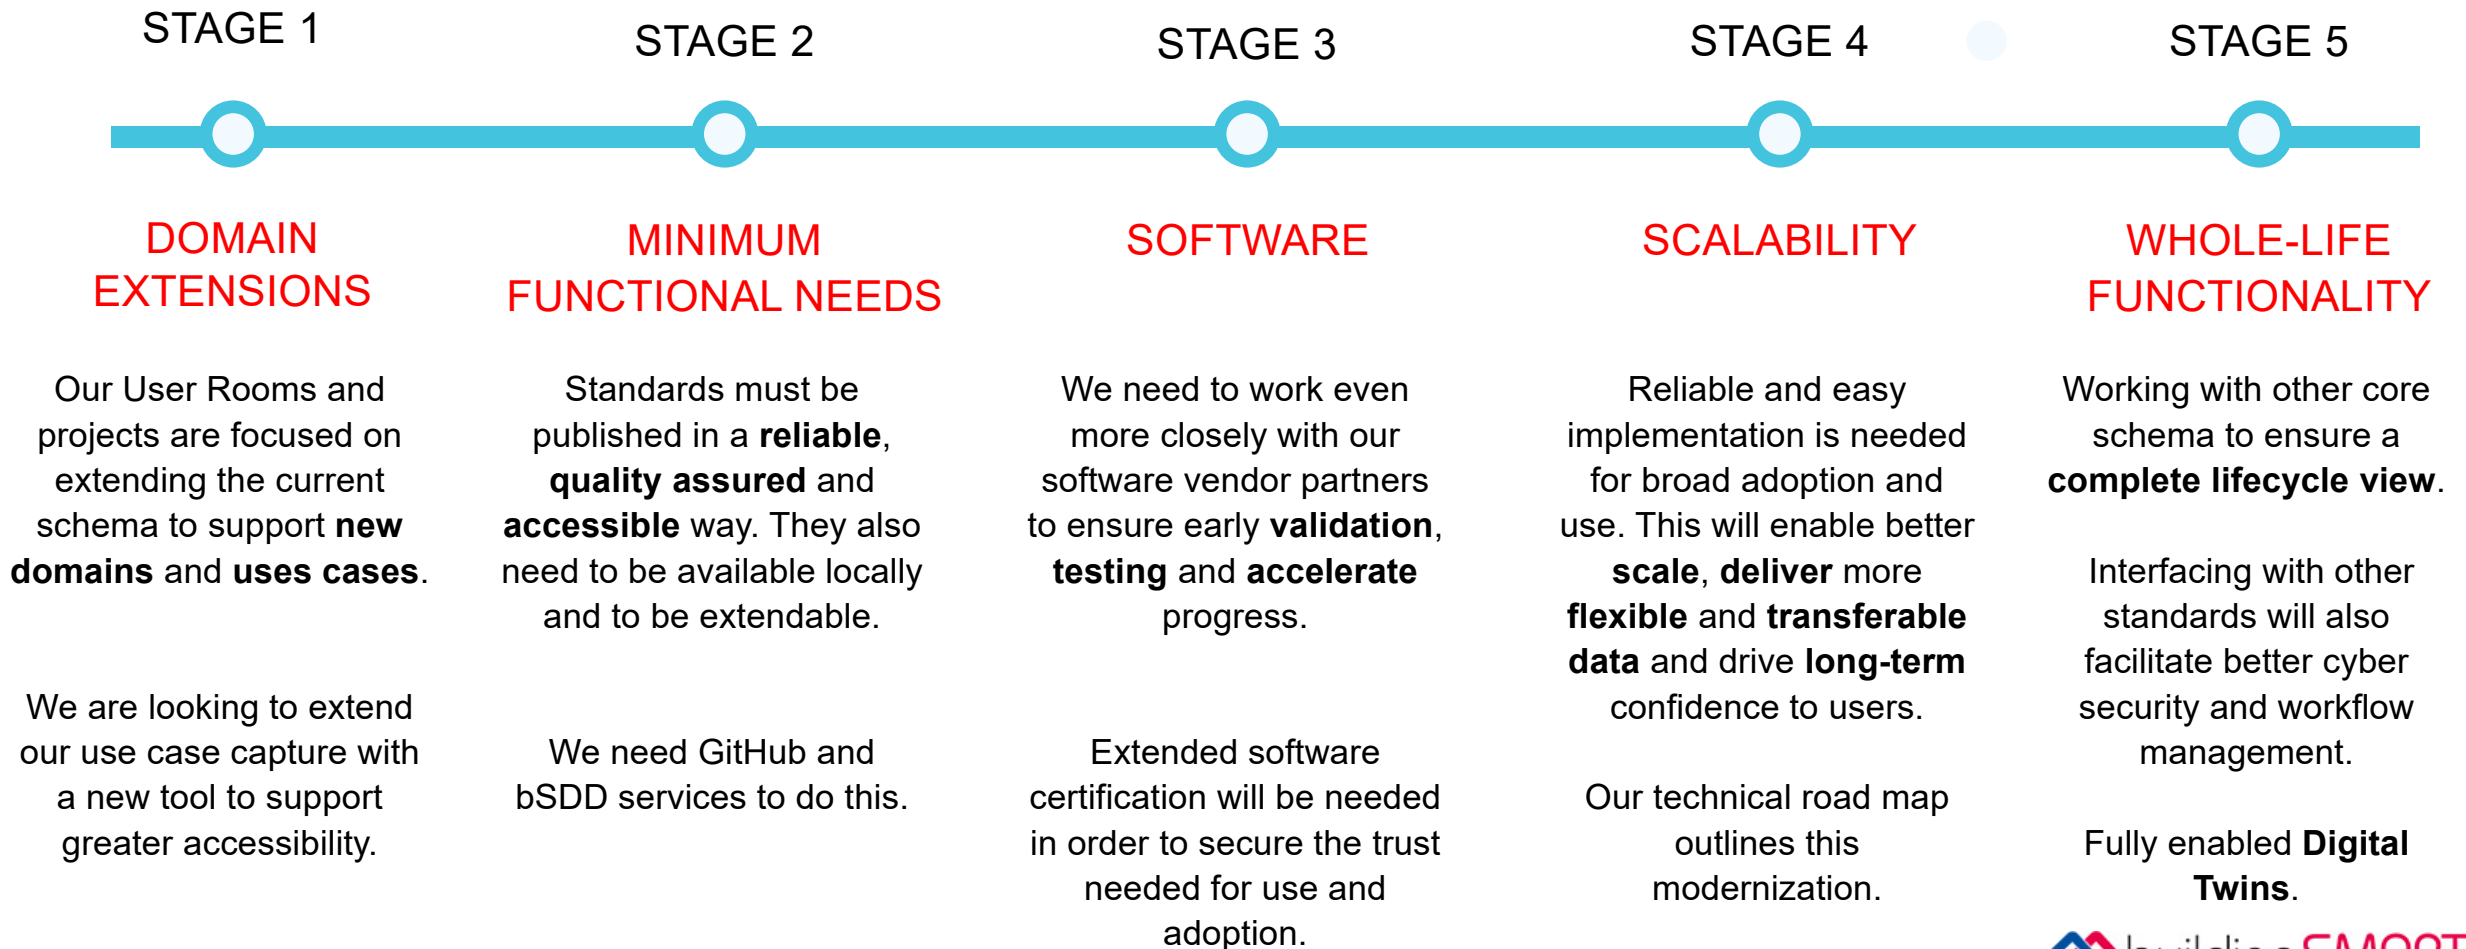 STAGE 1
STAGE 2
STAGE 3
STAGE 4
STAGE 5
DOMAIN
EXTENSIONS
Our User Rooms and
projects are focused on
extending the current
schema to support new
domains and uses cases.
We are looking to extend
our use case capture with
a new tool to support
greater accessibility.
MINIMUM
FUNCTIONAL NEEDS
Standards must be
published in a reliable,
quality assured and
accessible way. They also
need to be available locally
and to be extendable.
We need GitHub and
bSDD services to do this.
SOFTWARE
We need to work even
more closely with our
software vendor partners
to ensure early validation,
testing and accelerate
progress.
Extended software
certification will be needed
in order to secure the trust
needed for use and
adoption.
SCALABILITY
Reliable and easy
implementation is needed
for broad adoption and
use. This will enable better
scale, deliver more
flexible and transferable
data and drive long-term
confidence to users.
Our technical road map
outlines this
modernization.
WHOLE-LIFE
FUNCTIONALITY
Working with other core
schema to ensure a
complete lifecycle view.
Interfacing with other
standards will also
facilitate better cyber
security and workflow
management.
Fully enabled Digital
Twins.
buildingSMART